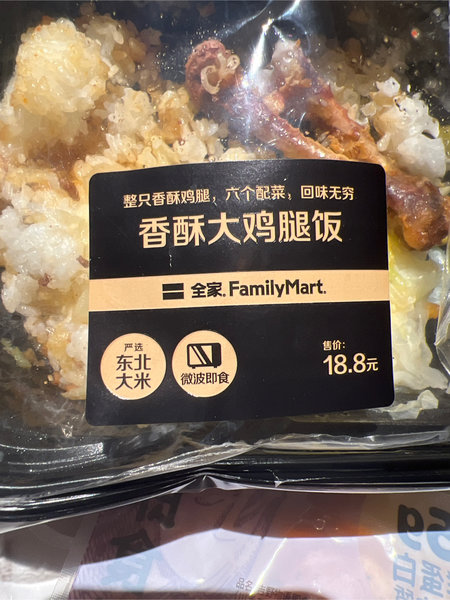 整只香酥鸡腿，六个配菜，回味无穷
香酥大鸡腿饭
全家 FamilyMart
严选
东北
大米
微波即食
售价：
18.8元